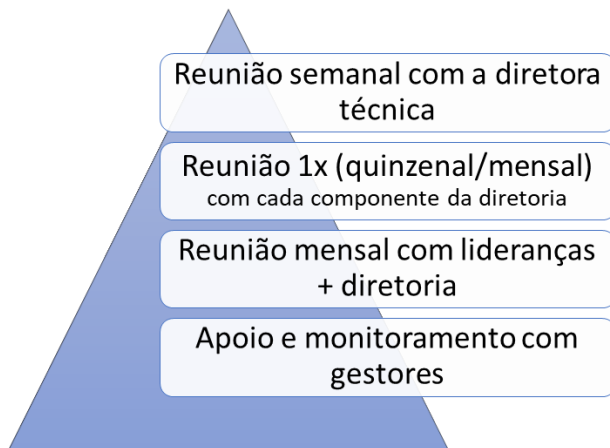 Reunião semanal com a diretora
técnica
Reunião 1x (quinzenal/mensal)
com cada componente da diretoria
Reunião mensal com lideranças
+ diretoria
Apoio e monitoramento com
gestores